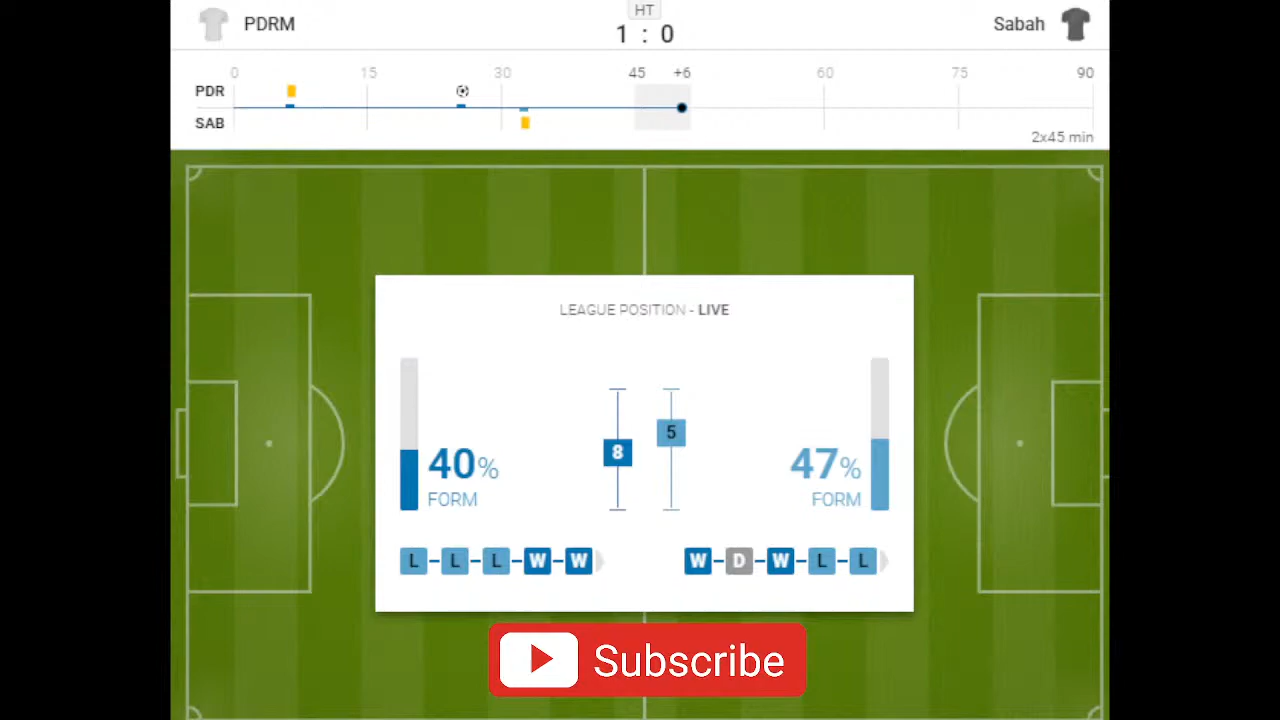 PDRM
HT
1 : 0
Sabah
0 15 30 45 +6 60 75 90
PDR
SAB
2x45 min
LEAGUE POSITION - LIVE
40%
FORM
8
5
47%
FORM
L L L W W
W D W L L
Subscribe